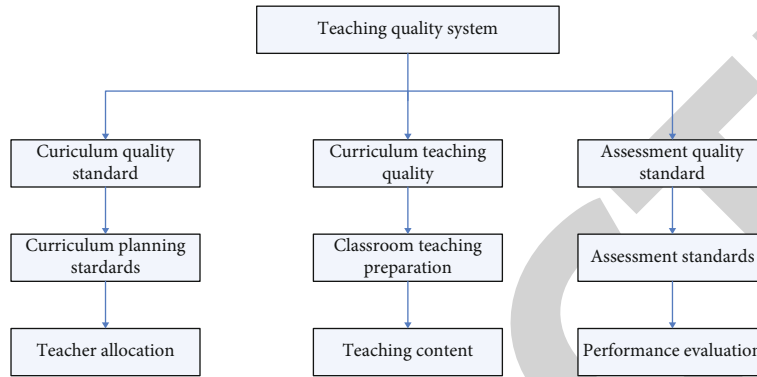 Teaching quality system
Curiculum quality
standard
Curriculum teaching
quality
Assessment quality
standard
Curriculum planning
stardards
Classroom teaching
preparation
Assessment standards
Teacher allocation
Teaching content
Performance evaluation